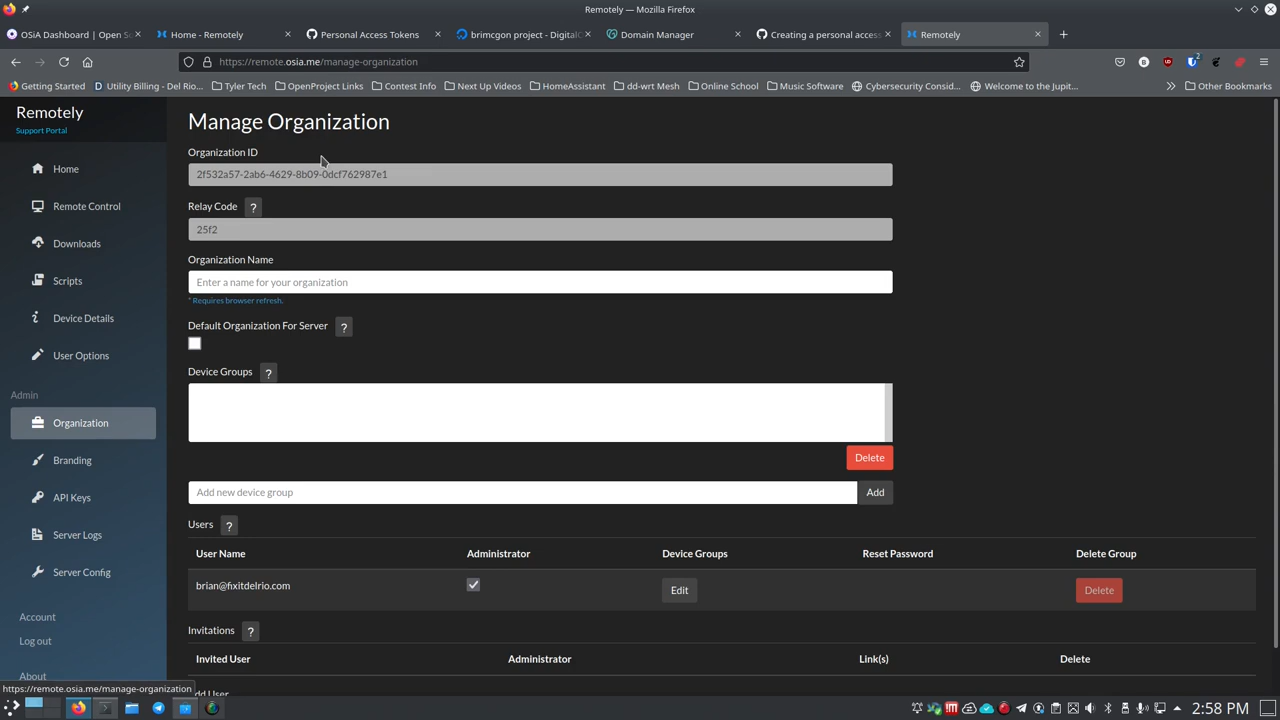 Remotely — Mozilla Firefox
OSiA Dashboard | Open So
Home - Remotely
Personal Access Tokens
brimcgon project - DigitalO
Domain Manager
Creating a personal access
Remotely
https://remote.osia.me/manage-organization
2
Getting Started
Utility Billing - Del Rio...
Tyler Tech
OpenProject Links
Contest Info
Next Up Videos
HomeAssistant
dd-wrt Mesh
Online School
Music Software
Cybersecurity Consid...
Welcome to the Jupit...
Other Bookmarks
Remotely
Support Portal
Home
Remote Control
Downloads
Scripts
Device Details
User Options
Admin
Organization
Branding
API Keys
Server Logs
Server Config
Account
Log out
About
Manage Organization
Organization ID
2f532a57-2ab6-4629-8b09-0dcf762987e1
Relay Code ?
25f2
Organization Name
Enter a name for your organization
* Requires browser refresh.
Default Organization For Server ?
Device Groups ?
Delete
Add new device group
Add
Users ?
User Name Administrator Device Groups Reset Password Delete Group
brian@fixitdelrio.com Edit Delete
Invitations ?
Invited User Administrator Link(s) Delete
dd User
https://remote.osia.me/manage-organization
2:58 PM